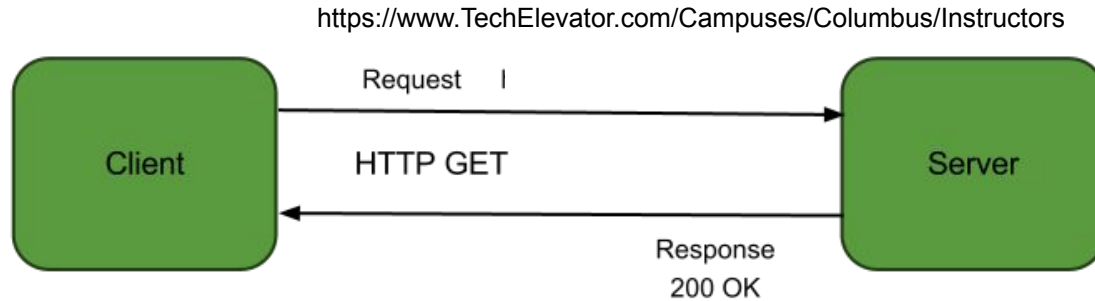 https://www.TechElevator.com/Campuses/Columbus/Instructors
Request l
Client
HTTP GET
Server
Response
200 OK